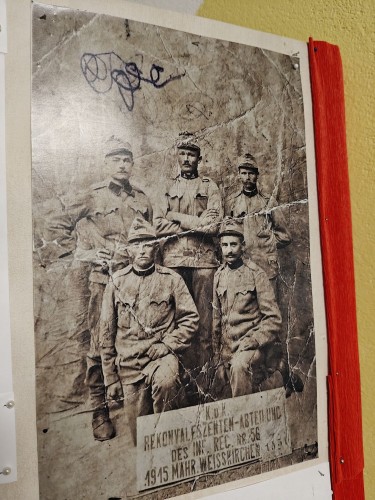 K.u.K.
REKONVALESZENTEN-ABTEILUNG
DES INF. REG. NR 56
1915 MÄHR. WEISSKIRCHEN